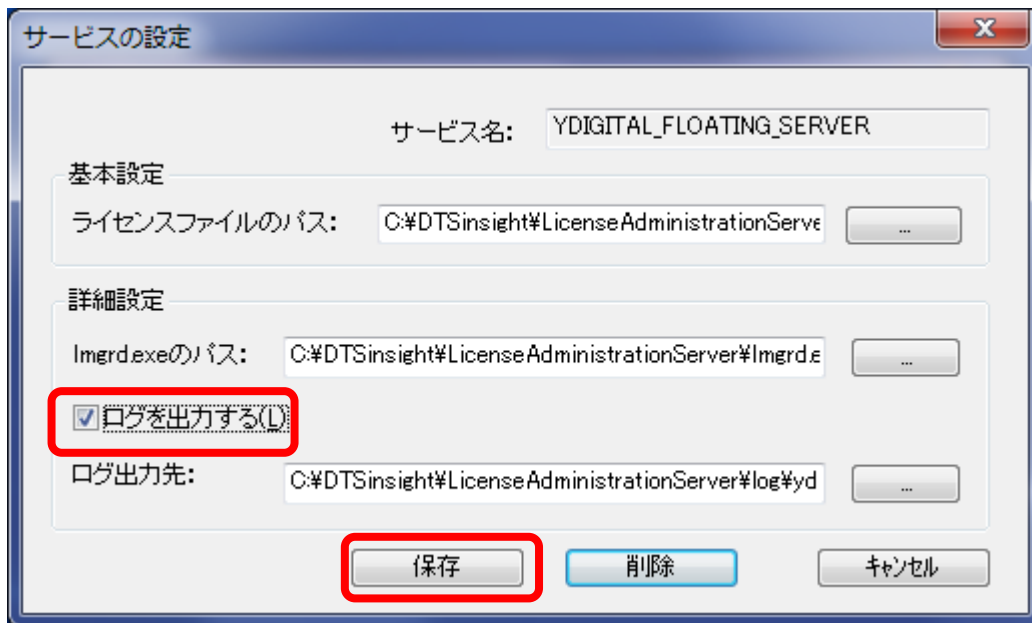 サービスの設定
サービス名: YDIGITAL_FLOATING_SERVER
基本設定
ライセンスファイルのパス: C:¥DTSinsight¥LicenseAdministrationServe ...
詳細設定
lmgrd.exeのパス: C:¥DTSinsight¥LicenseAdministrationServer¥lmgrd.e ...
ログを出力する(L)
ログ出力先: C:¥DTSinsight¥LicenseAdministrationServer¥log¥yd ...
保存 削除 キャンセル